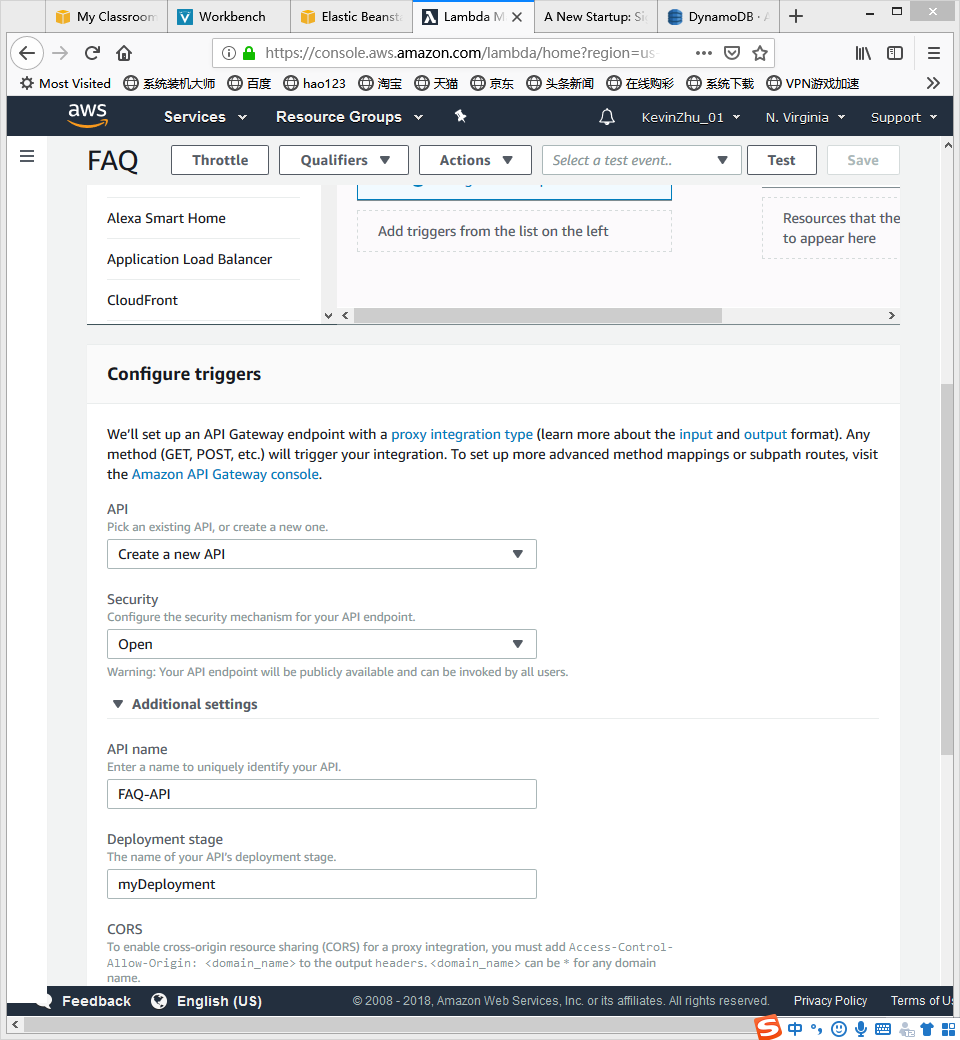 My Classroom
Workbench
Elastic Beanst
Lambda M
A New Startup: Si
DynamoDB · A
https://console.aws.amazon.com/lambda/home?region=us-
Most Visited
系统装机大师
百度
hao123
淘宝
天猫
京东
头条新闻
在线购彩
系统下载
VPN游戏加速
aws
Services
Resource Groups
KevinZhu_01
N. Virginia
Support
FAQ
Throttle
Qualifiers
Actions
Select a test event..
Test
Save
Alexa Smart Home
Application Load Balancer
CloudFront
Add triggers from the list on the left
Resources that the
to appear here
Configure triggers
We'll set up an API Gateway endpoint with a proxy integration type (learn more about the input and output format). Any
method (GET, POST, etc.) will trigger your integration. To set up more advanced method mappings or subpath routes, visit
the Amazon API Gateway console.
API
Pick an existing API, or create a new one.
Create a new API
Security
Configure the security mechanism for your API endpoint.
Open
Warning: Your API endpoint will be publicly available and can be invoked by all users.
Additional settings
API name
Enter a name to uniquely identify your API.
FAQ-API
Deployment stage
The name of your API's deployment stage.
myDeployment
CORS
To enable cross-origin resource sharing (CORS) for a proxy integration, you must add Access-Control-
Allow-Origin: <domain_name> to the output headers. <domain_name> can be * for any domain
name.
Feedback
English (US)
© 2008 - 2018, Amazon Web Services, Inc. or its affiliates. All rights reserved.
Privacy Policy
Terms of Us
S
中